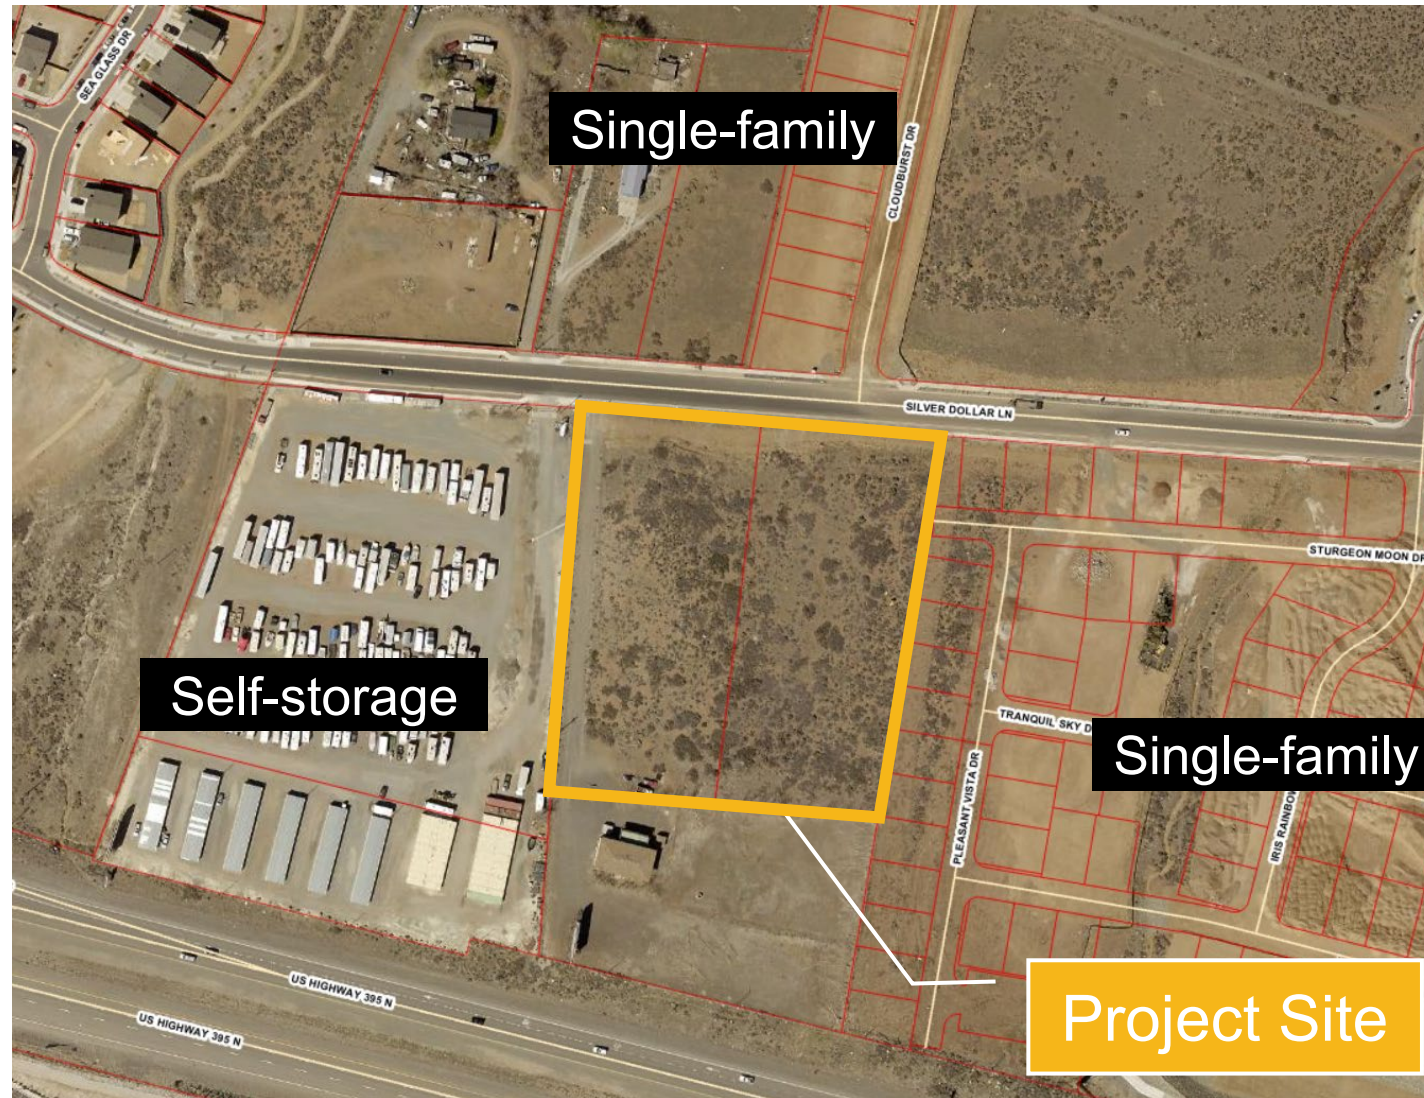 SEA GLASS DR
Single-family
CLOUDBURST DR
SILVER DOLLAR LN
STURGEON MOON DR
Self-storage
TRANQUIL SKY D
Single-family
PLEASANT VISTA DR
IRIS RAINBOW
US HIGHWAY 395 N
US HIGHWAY 395 N
Project Site